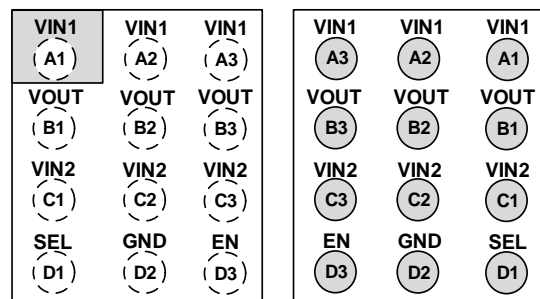 VIN1 VIN1 VIN1
A1 A2 A3
VOUT VOUT VOUT
B1 B2 B3
VIN2 VIN2 VIN2
C1 C2 C3
SEL GND EN
D1 D2 D3
VIN1 VIN1 VIN1
A3 A2 A1
VOUT VOUT VOUT
B3 B2 B1
VIN2 VIN2 VIN2
C3 C2 C1
EN GND SEL
D3 D2 D1